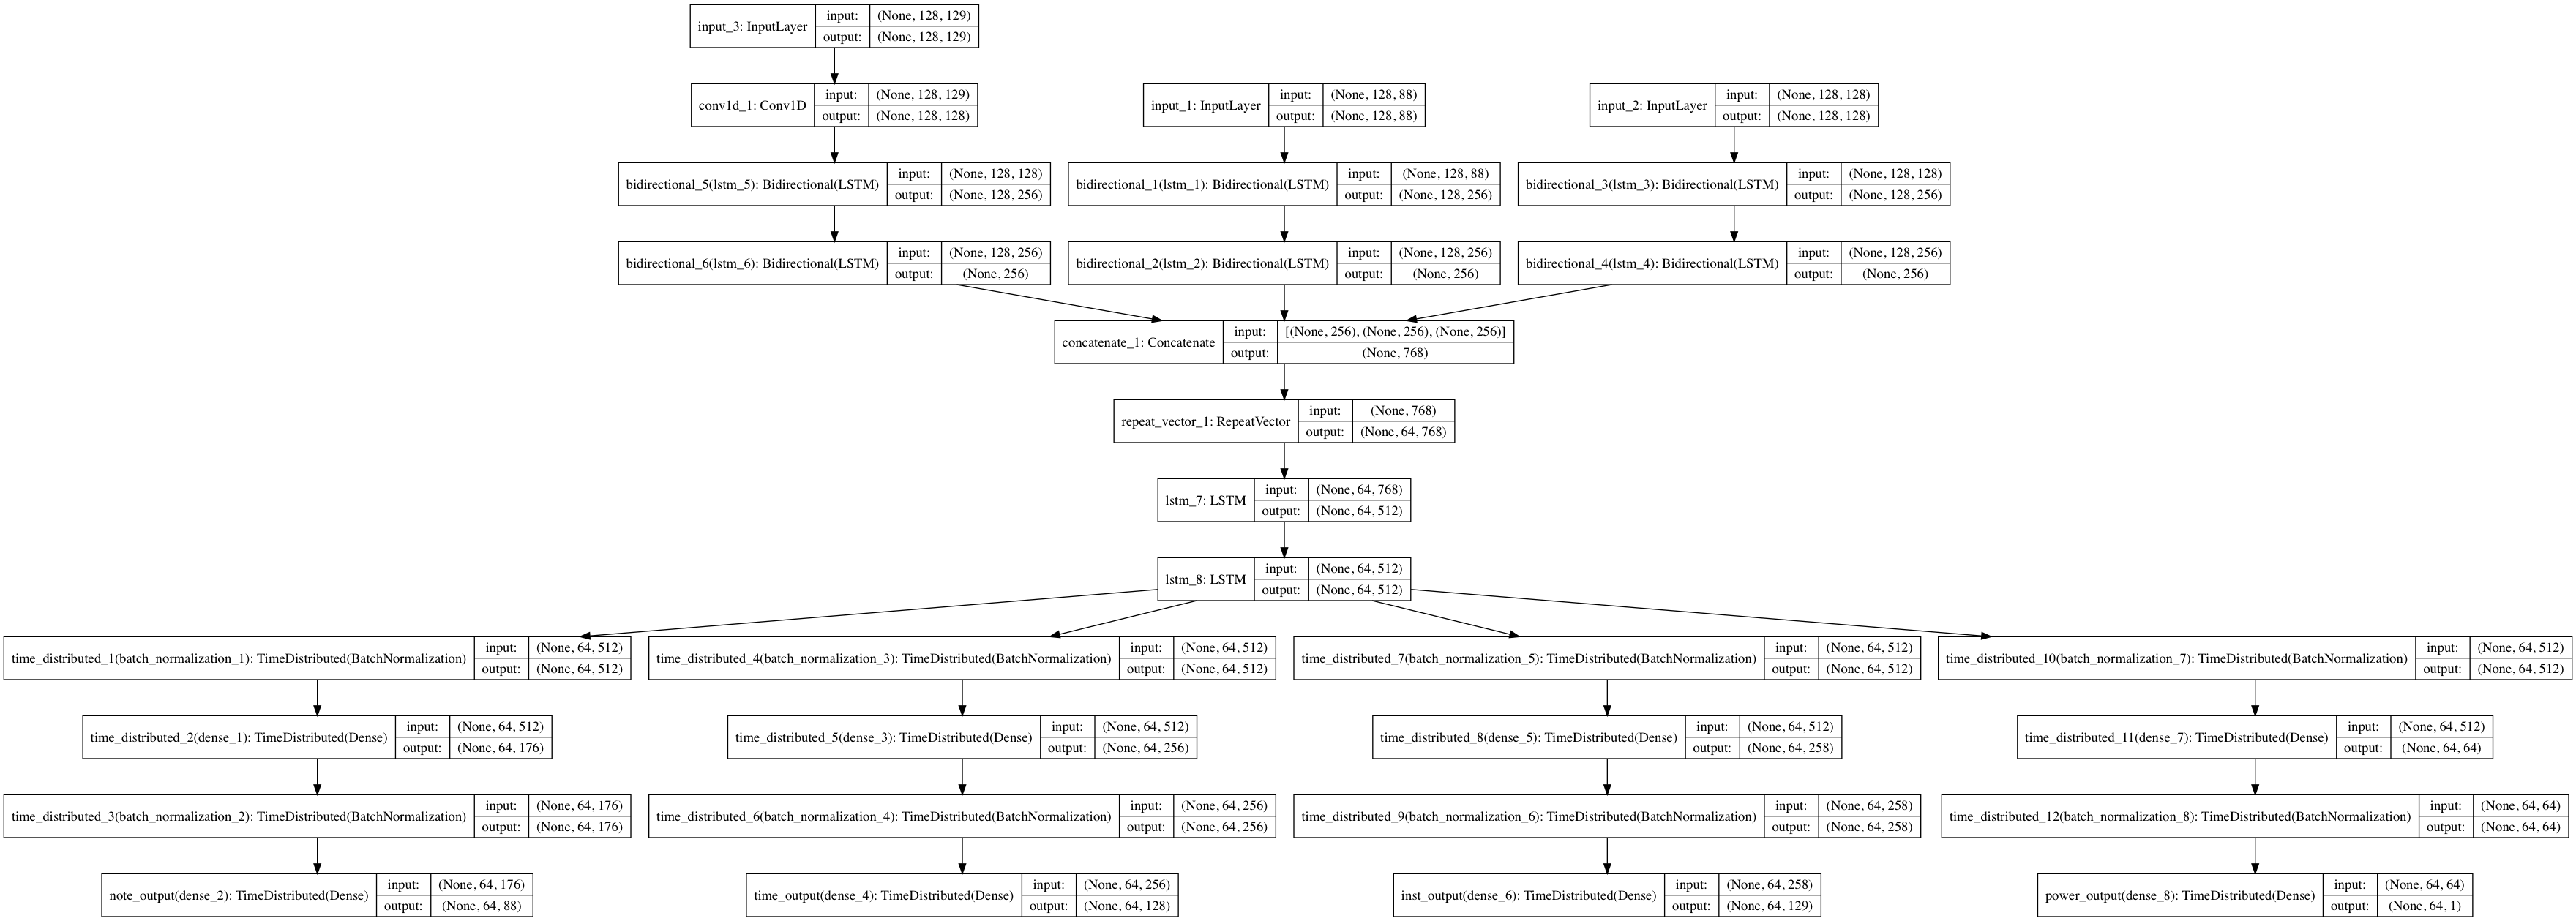 input_3: InputLayer
input: (None, 128, 129)
output: (None, 128, 129)
conv1d_1: Conv1D
input: (None, 128, 129)
output: (None, 128, 128)
input_1: InputLayer
input: (None, 128, 88)
output: (None, 128, 88)
input_2: InputLayer
input: (None, 128, 128)
output: (None, 128, 128)
bidirectional_5(lstm_5): Bidirectional(LSTM)
input: (None, 128, 128)
output: (None, 128, 256)
bidirectional_1(lstm_1): Bidirectional(LSTM)
input: (None, 128, 88)
output: (None, 128, 256)
bidirectional_3(lstm_3): Bidirectional(LSTM)
input: (None, 128, 128)
output: (None, 128, 256)
bidirectional_6(lstm_6): Bidirectional(LSTM)
input: (None, 128, 256)
output: (None, 256)
bidirectional_2(lstm_2): Bidirectional(LSTM)
input: (None, 128, 256)
output: (None, 256)
bidirectional_4(lstm_4): Bidirectional(LSTM)
input: (None, 128, 256)
output: (None, 256)
concatenate_1: Concatenate
input: [(None, 256), (None, 256), (None, 256)]
output: (None, 768)
repeat_vector_1: RepeatVector
input: (None, 768)
output: (None, 64, 768)
lstm_7: LSTM
input: (None, 64, 768)
output: (None, 64, 512)
lstm_8: LSTM
input: (None, 64, 512)
output: (None, 64, 512)
time_distributed_1(batch_normalization_1): TimeDistributed(BatchNormalization)
input: (None, 64, 512)
output: (None, 64, 512)
time_distributed_4(batch_normalization_3): TimeDistributed(BatchNormalization)
input: (None, 64, 512)
output: (None, 64, 512)
time_distributed_7(batch_normalization_5): TimeDistributed(BatchNormalization)
input: (None, 64, 512)
output: (None, 64, 512)
time_distributed_10(batch_normalization_7): TimeDistributed(BatchNormalization)
input: (None, 64, 512)
output: (None, 64, 512)
time_distributed_2(dense_1): TimeDistributed(Dense)
input: (None, 64, 512)
output: (None, 64, 176)
time_distributed_5(dense_3): TimeDistributed(Dense)
input: (None, 64, 512)
output: (None, 64, 256)
time_distributed_8(dense_5): TimeDistributed(Dense)
input: (None, 64, 512)
output: (None, 64, 258)
time_distributed_11(dense_7): TimeDistributed(Dense)
input: (None, 64, 512)
output: (None, 64, 64)
time_distributed_3(batch_normalization_2): TimeDistributed(BatchNormalization)
input: (None, 64, 176)
output: (None, 64, 176)
time_distributed_6(batch_normalization_4): TimeDistributed(BatchNormalization)
input: (None, 64, 256)
output: (None, 64, 256)
time_distributed_9(batch_normalization_6): TimeDistributed(BatchNormalization)
input: (None, 64, 258)
output: (None, 64, 258)
time_distributed_12(batch_normalization_8): TimeDistributed(BatchNormalization)
input: (None, 64, 64)
output: (None, 64, 64)
note_output(dense_2): TimeDistributed(Dense)
input: (None, 64, 176)
output: (None, 64, 88)
time_output(dense_4): TimeDistributed(Dense)
input: (None, 64, 256)
output: (None, 64, 128)
inst_output(dense_6): TimeDistributed(Dense)
input: (None, 64, 258)
output: (None, 64, 129)
power_output(dense_8): TimeDistributed(Dense)
input: (None, 64, 64)
output: (None, 64, 1)